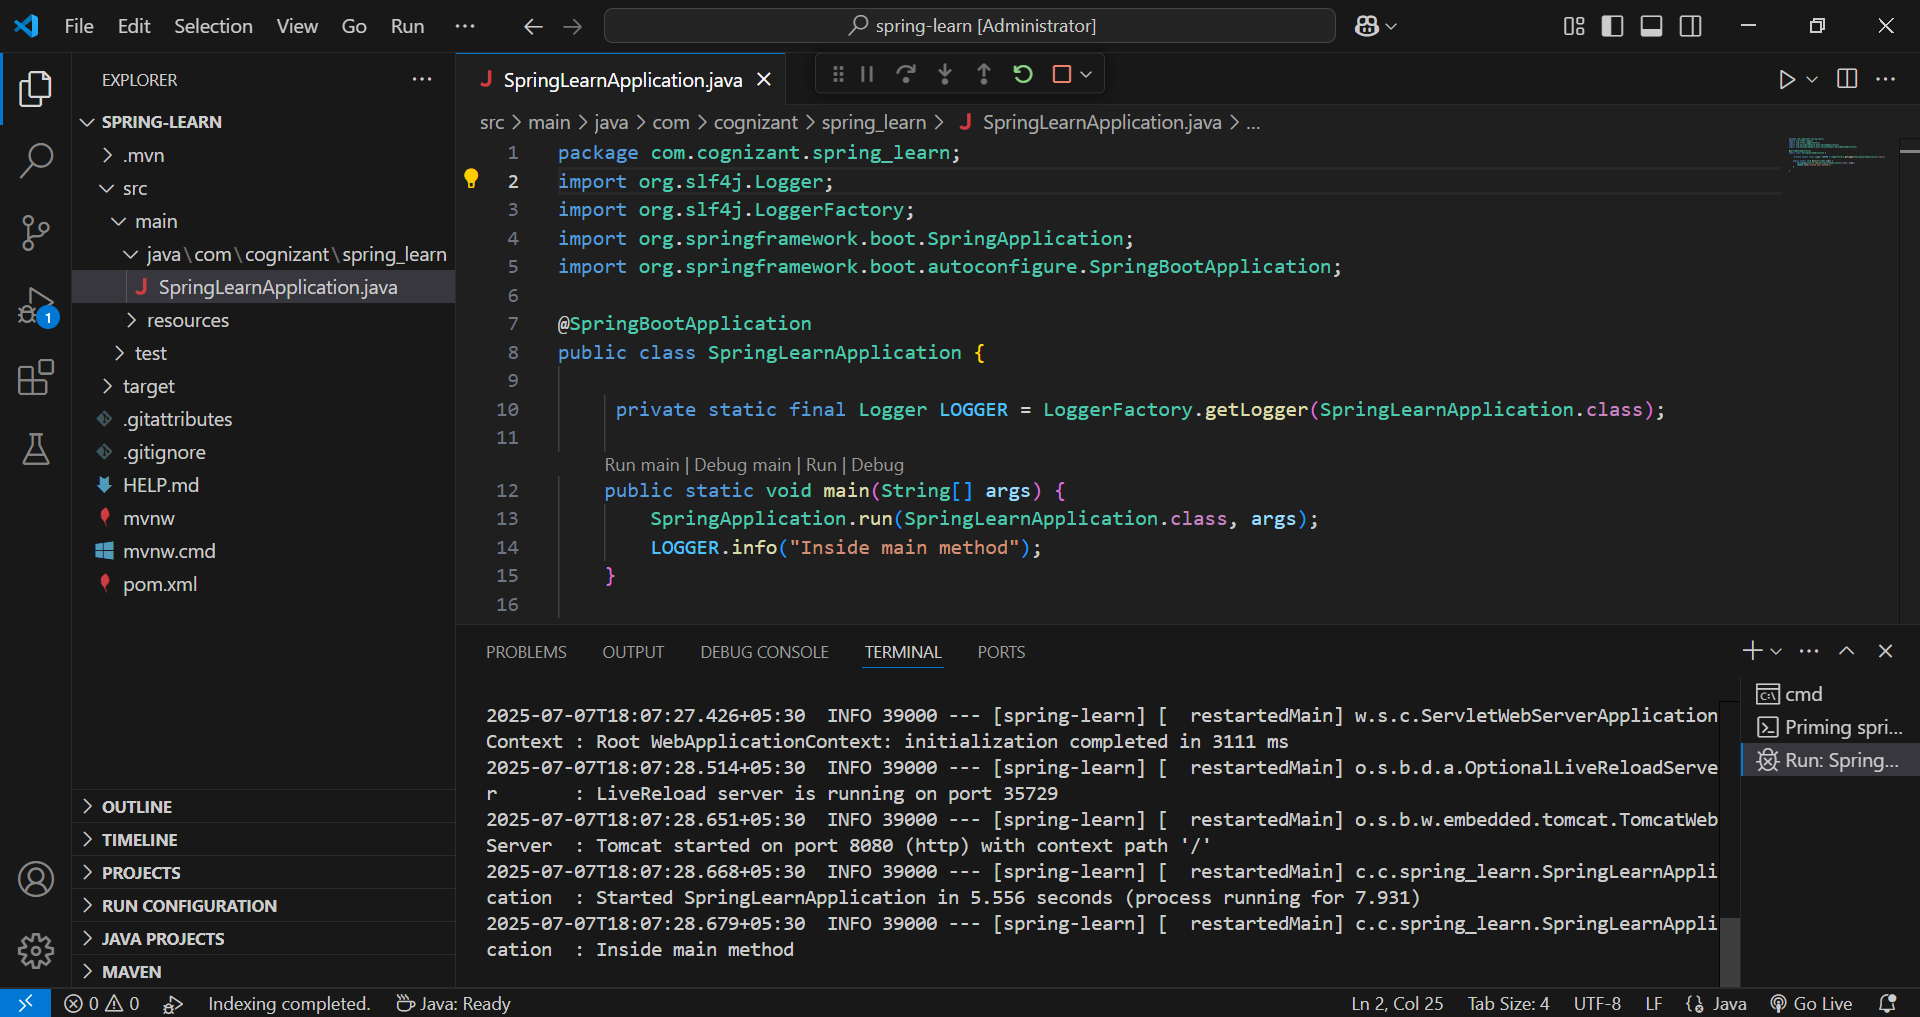 File Edit Selection View Go Run ··· spring-learn [Administrator]
EXPLORER ···
SPRING-LEARN
.mvn
src
main
java\com\cognizant\spring_learn
J SpringLearnApplication.java
resources
test
target
.gitattributes
.gitignore
HELP.md
mvnw
mvnw.cmd
pom.xml
OUTLINE
TIMELINE
PROJECTS
RUN CONFIGURATION
JAVA PROJECTS
MAVEN
1
J SpringLearnApplication.java
src > main > java > com > cognizant > spring_learn > J SpringLearnApplication.java > ...
1 package com.cognizant.spring_learn;
2 import org.slf4j.Logger;
3 import org.slf4j.LoggerFactory;
4 import org.springframework.boot.SpringApplication;
5 import org.springframework.boot.autoconfigure.SpringBootApplication;
6
7 @SpringBootApplication
8 public class SpringLearnApplication {
9
10 private static final Logger LOGGER = LoggerFactory.getLogger(SpringLearnApplication.class);
11
Run main | Debug main | Run | Debug
12 public static void main(String[] args) {
13 SpringApplication.run(SpringLearnApplication.class, args);
14 LOGGER.info("Inside main method");
15 }
16
PROBLEMS OUTPUT DEBUG CONSOLE TERMINAL PORTS
2025-07-07T18:07:27.426+05:30  INFO 39000 --- [spring-learn] [  restartedMain] w.s.c.ServletWebServerApplication
Context : Root WebApplicationContext: initialization completed in 3111 ms
2025-07-07T18:07:28.514+05:30  INFO 39000 --- [spring-learn] [  restartedMain] o.s.b.d.a.OptionalLiveReloadServe
r       : LiveReload server is running on port 35729
2025-07-07T18:07:28.651+05:30  INFO 39000 --- [spring-learn] [  restartedMain] o.s.b.w.embedded.tomcat.TomcatWeb
Server  : Tomcat started on port 8080 (http) with context path '/'
2025-07-07T18:07:28.668+05:30  INFO 39000 --- [spring-learn] [  restartedMain] c.c.spring_learn.SpringLearnAppli
cation  : Started SpringLearnApplication in 5.556 seconds (process running for 7.931)
2025-07-07T18:07:28.679+05:30  INFO 39000 --- [spring-learn] [  restartedMain] c.c.spring_learn.SpringLearnAppli
cation  : Inside main method
cmd
Priming spri...
Run: Spring...
0 0 Indexing completed. Java: Ready Ln 2, Col 25 Tab Size: 4 UTF-8 LF Java Go Live